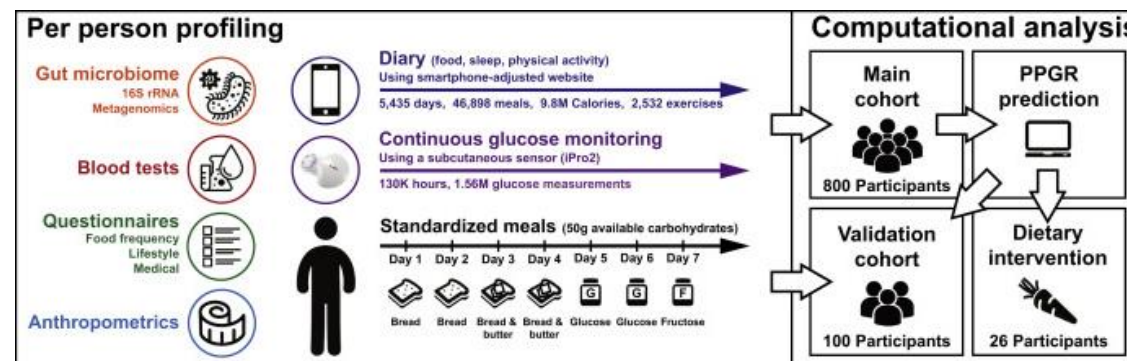 Per person profiling
Gut microbiome
16S rRNA
Metagenomics
Blood tests
Questionnaires
Food frequency
Lifestyle
Medical
Anthropometrics
Diary (food, sleep, physical activity)
Using smartphone-adjusted website
5,435 days, 46,898 meals, 9.8M Calories, 2,532 exercises
Continuous glucose monitoring
Using a subcutaneous sensor (iPro2)
130K hours, 1.56M glucose measurements
Standardized meals (50g available carbohydrates)
Day 1 Day 2 Day 3 Day 4 Day 5 Day 6 Day 7
G G F
Bread Bread Bread & Bread & Glucose Glucose Fructose
butter butter
Computational analysis
Main
cohort
800 Participants
PPGR
prediction
Validation
cohort
100 Participants
Dietary
intervention
26 Participants